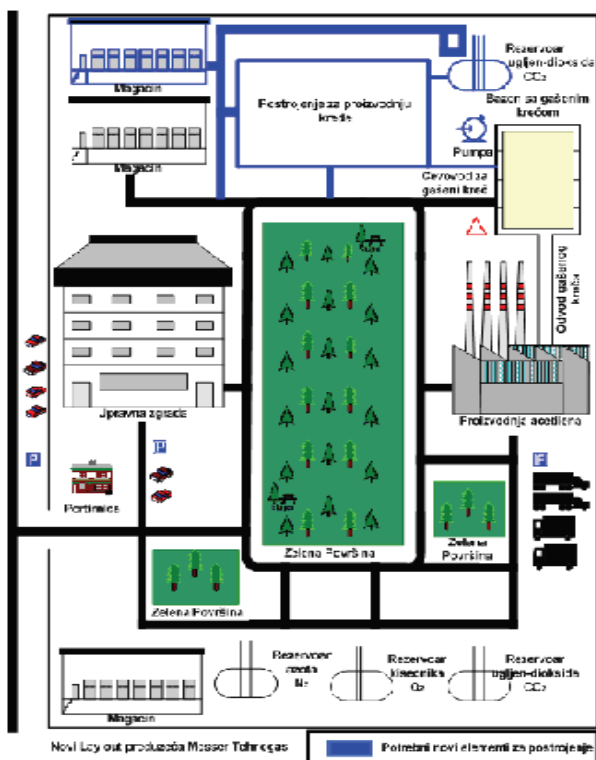 Magacin
Rezervoar
ugljen-dioksida
CO₂
Postrojenje za proizvodnju
krede
Bazen sa gašenim
krečom
Magacin
Pumpa
Cevovod za
gašeni kreč
Odvod gašenog
kreča
Upravna zgrada
Proizvodnja acetilena
P
P
P
Portirnica
Zelena Površina
Zelena
Površina
Zelena Površina
Rezervoar
azota
N₂
Rezervoar
kiseonika
O₂
Rezervoar
ugljen-dioksida
CO₂
Magacin
Novi Lay out preduzeća Messer Tehnogas
Potrebni novi elementi za postrojenje